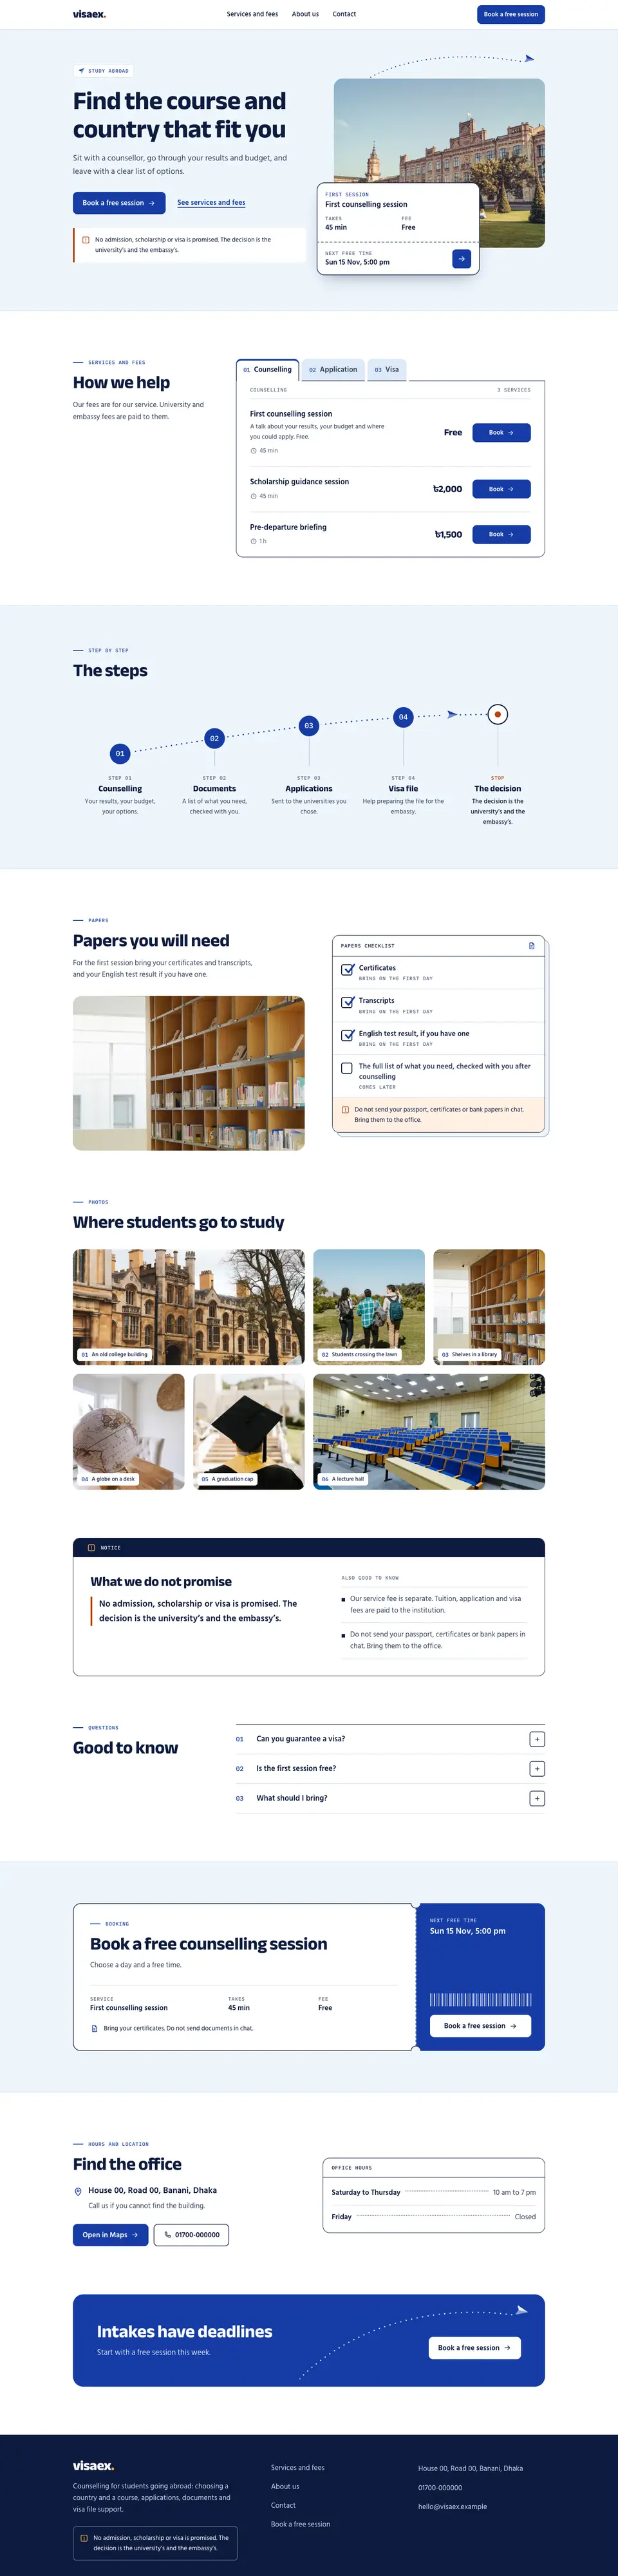 visaex.
Services and fees
About us
Contact
Book a free session
STUDY ABROAD
Find the course and
country that fit you
Sit with a counsellor, go through your results and budget, and
leave with a clear list of options.
Book a free session
See services and fees
No admission, scholarship or visa is promised. The decision is the
university's and the embassy's.
FIRST SESSION
First counselling session
TAKES
45 min
FEE
Free
NEXT FREE TIME
Sun 15 Nov, 5:00 pm
SERVICES AND FEES
How we help
Our fees are for our service. University and
embassy fees are paid to them.
01 Counselling
02 Application
03 Visa
COUNSELLING
3 SERVICES
First counselling session
A talk about your results, your budget and where
you could apply. Free.
45 min
Free
Book
Scholarship guidance session
45 min
৳2,000
Book
Pre-departure briefing
1 h
৳1,500
Book
STEP BY STEP
The steps
01
02
03
04
STEP 01
Counselling
Your results, your budget,
your options.
STEP 02
Documents
A list of what you need,
checked with you.
STEP 03
Applications
Sent to the universities you
chose.
STEP 04
Visa file
Help preparing the file for the
embassy.
STOP
The decision
The decision is the
university's and the
embassy's.
PAPERS
Papers you will need
For the first session bring your certificates and transcripts,
and your English test result if you have one.
PAPERS CHECKLIST
Certificates
BRING ON THE FIRST DAY
Transcripts
BRING ON THE FIRST DAY
English test result, if you have one
BRING ON THE FIRST DAY
The full list of what you need, checked with you after
counselling
COMES LATER
Do not send your passport, certificates or bank papers in chat.
Bring them to the office.
PHOTOS
Where students go to study
01 An old college building
02 Students crossing the lawn
03 Shelves in a library
04 A globe on a desk
05 A graduation cap
06 A lecture hall
NOTICE
What we do not promise
No admission, scholarship or visa is promised. The
decision is the university's and the embassy's.
ALSO GOOD TO KNOW
Our service fee is separate. Tuition, application and visa
fees are paid to the institution.
Do not send your passport, certificates or bank papers in
chat. Bring them to the office.
QUESTIONS
Good to know
01 Can you guarantee a visa?
02 Is the first session free?
03 What should I bring?
BOOKING
Book a free counselling session
Choose a day and a free time.
SERVICE
First counselling session
TAKES
45 min
FEE
Free
Bring your certificates. Do not send documents in chat.
NEXT FREE TIME
Sun 15 Nov, 5:00 pm
Book a free session
HOURS AND LOCATION
Find the office
House 00, Road 00, Banani, Dhaka
Call us if you cannot find the building.
Open in Maps
01700-000000
OFFICE HOURS
Saturday to Thursday 10 am to 7 pm
Friday Closed
Intakes have deadlines
Start with a free session this week.
Book a free session
visaex.
Counselling for students going abroad: choosing a
country and a course, applications, documents and
visa file support.
No admission, scholarship or visa is promised. The
decision is the university's and the embassy's.
Services and fees
About us
Contact
Book a free session
House 00, Road 00, Banani, Dhaka
01700-000000
hello@visaex.example